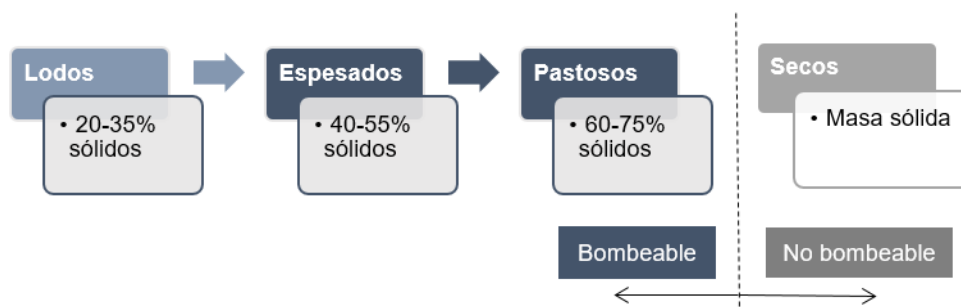 Lodos
• 20-35%
sólidos
Espesados
• 40-55%
sólidos
Pastosos
• 60-75%
sólidos
Secos
• Masa sólida
Bombeable
No bombeable